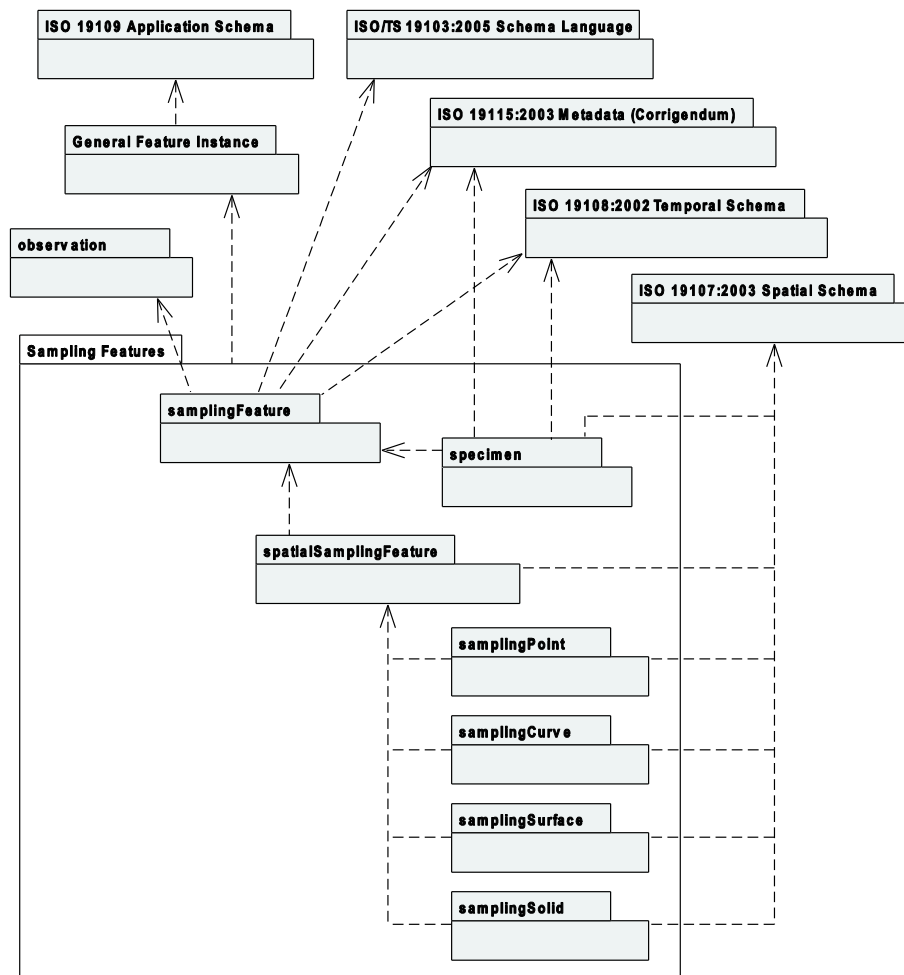 ISO 19109 Application Schema
ISO/TS 19103:2005 Schema Language
ISO 19115:2003 Metadata (Corrigendum)
General Feature Instance
ISO 19108:2002 Temporal Schema
observation
ISO 19107:2003 Spatial Schema
Sampling Features
samplingFeature
specimen
spatialSamplingFeature
samplingPoint
samplingCurve
samplingSurface
samplingSolid